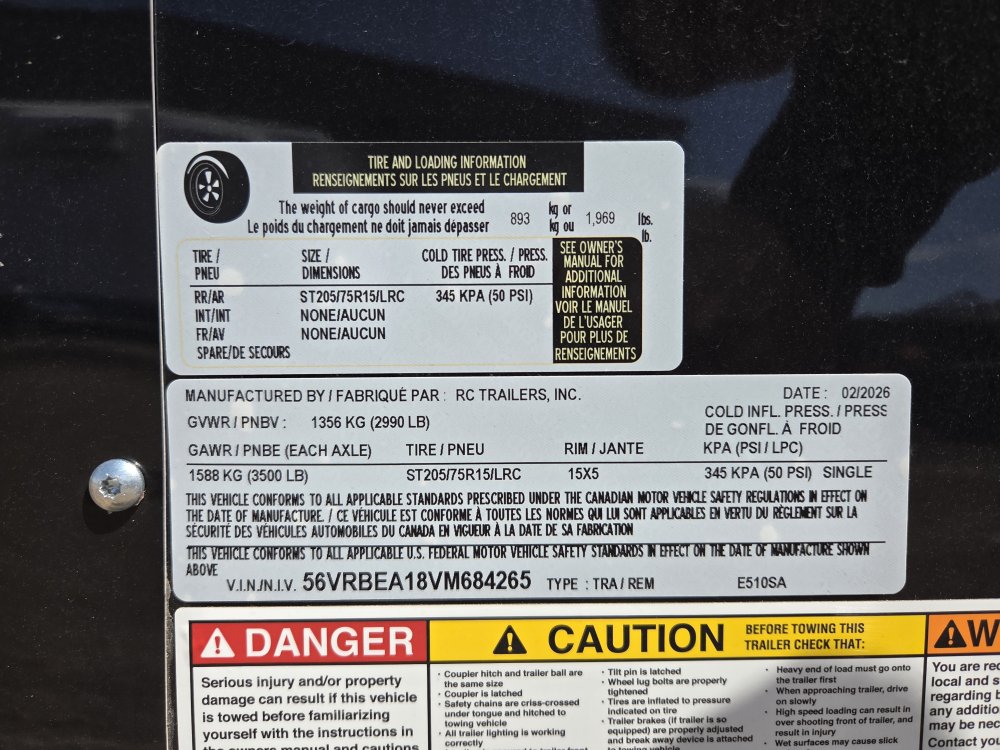 TIRE AND LOADING INFORMATION
RENSEIGNEMENTS SUR LES PNEUS ET LE CHARGEMENT
The weight of cargo should never exceed 893 kg or 1,969 lbs.
Le poids du chargement ne doit jamais dépasser kg ou lb.
TIRE / SIZE / COLD TIRE PRESS. / PRESS.
PNEU DIMENSIONS DES PNEUS À FROID
RR/AR ST205/75R15/LRC 345 KPA (50 PSI)
INT/INT NONE/AUCUN
FR/AV NONE/AUCUN
SPARE/DE SECOURS
SEE OWNER'S
MANUAL FOR
ADDITIONAL
INFORMATION
VOIR LE MANUEL
DE L'USAGER
POUR PLUS DE
RENSEIGNEMENTS
MANUFACTURED BY / FABRIQUÉ PAR : RC TRAILERS, INC. DATE : 02/2026
GVWR / PNBV : 1356 KG (2990 LB)
COLD INFL. PRESS. / PRESS
DE GONFL. À FROID
GAWR / PNBE (EACH AXLE) TIRE / PNEU RIM / JANTE KPA (PSI / LPC)
1588 KG (3500 LB) ST205/75R15/LRC 15X5 345 KPA (50 PSI) SINGLE
THIS VEHICLE CONFORMS TO ALL APPLICABLE STANDARDS PRESCRIBED UNDER THE CANADIAN MOTOR VEHICLE SAFETY REGULATIONS IN EFFECT ON
THE DATE OF MANUFACTURE. / CE VÉHICULE EST CONFORME À TOUTES LES NORMES QUI LUI SONT APPLICABLES EN VERTU DU RÈGLEMENT SUR LA
SÉCURITÉ DES VÉHICULES AUTOMOBILES DU CANADA EN VIGUEUR À LA DATE DE SA FABRICATION
THIS VEHICLE CONFORMS TO ALL APPLICABLE U.S. FEDERAL MOTOR VEHICLE SAFETY STANDARDS IN EFFECT ON THE DATE OF MANUFACTURE SHOWN
ABOVE
V.I.N./N.I.V. 56VRBEA18VM684265 TYPE : TRA / REM E510SA
DANGER
Serious injury and/or property
damage can result if this vehicle
is towed before familiarizing
yourself with the instructions in
the owners manual and cautions
CAUTION BEFORE TOWING THIS
TRAILER CHECK THAT:
• Coupler hitch and trailer ball are
the same size
• Coupler is latched
• Safety chains are criss-crossed
under tongue and hitched to
towing vehicle
• All trailer lighting is working
correctly
• Tilt pin is latched
• Wheel lug bolts are properly
tightened
• Tires are inflated to pressure
indicated on tire
• Trailer brakes (if trailer is so
equipped) are properly adjusted
and break away device is attached
to towing vehicle
• Heavy end of load must go onto
the trailer first
• When approaching trailer, drive
on slowly
• High speed loading can result in
over shooting front of trailer, and
result in injury
• Wet surfaces may cause slick
W
You are
local and
regarding
any
may be
Contact